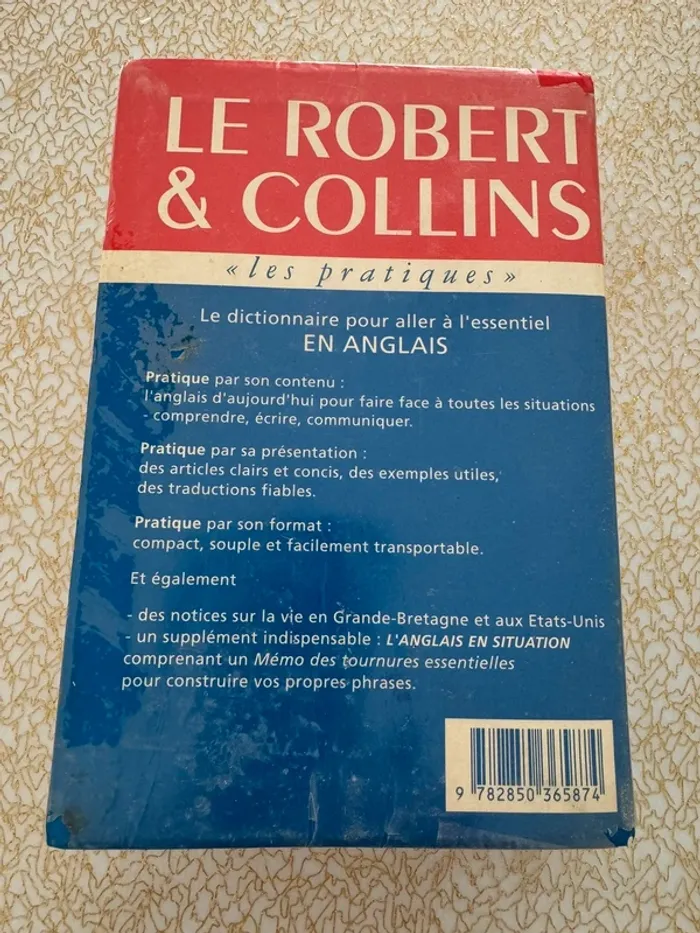 LE ROBERT
& COLLINS
« les pratiques »
Le dictionnaire pour aller à l'essentiel
EN ANGLAIS
Pratique par son contenu :
l'anglais d'aujourd'hui pour faire face à toutes les situations
- comprendre, écrire, communiquer.
Pratique par sa présentation :
des articles clairs et concis, des exemples utiles,
des traductions fiables.
Pratique par son format :
compact, souple et facilement transportable.
Et également
- des notices sur la vie en Grande-Bretagne et aux Etats-Unis
- un supplément indispensable : L'ANGLAIS EN SITUATION
comprenant un Mémo des tournures essentielles
pour construire vos propres phrases.
9 782850 365874